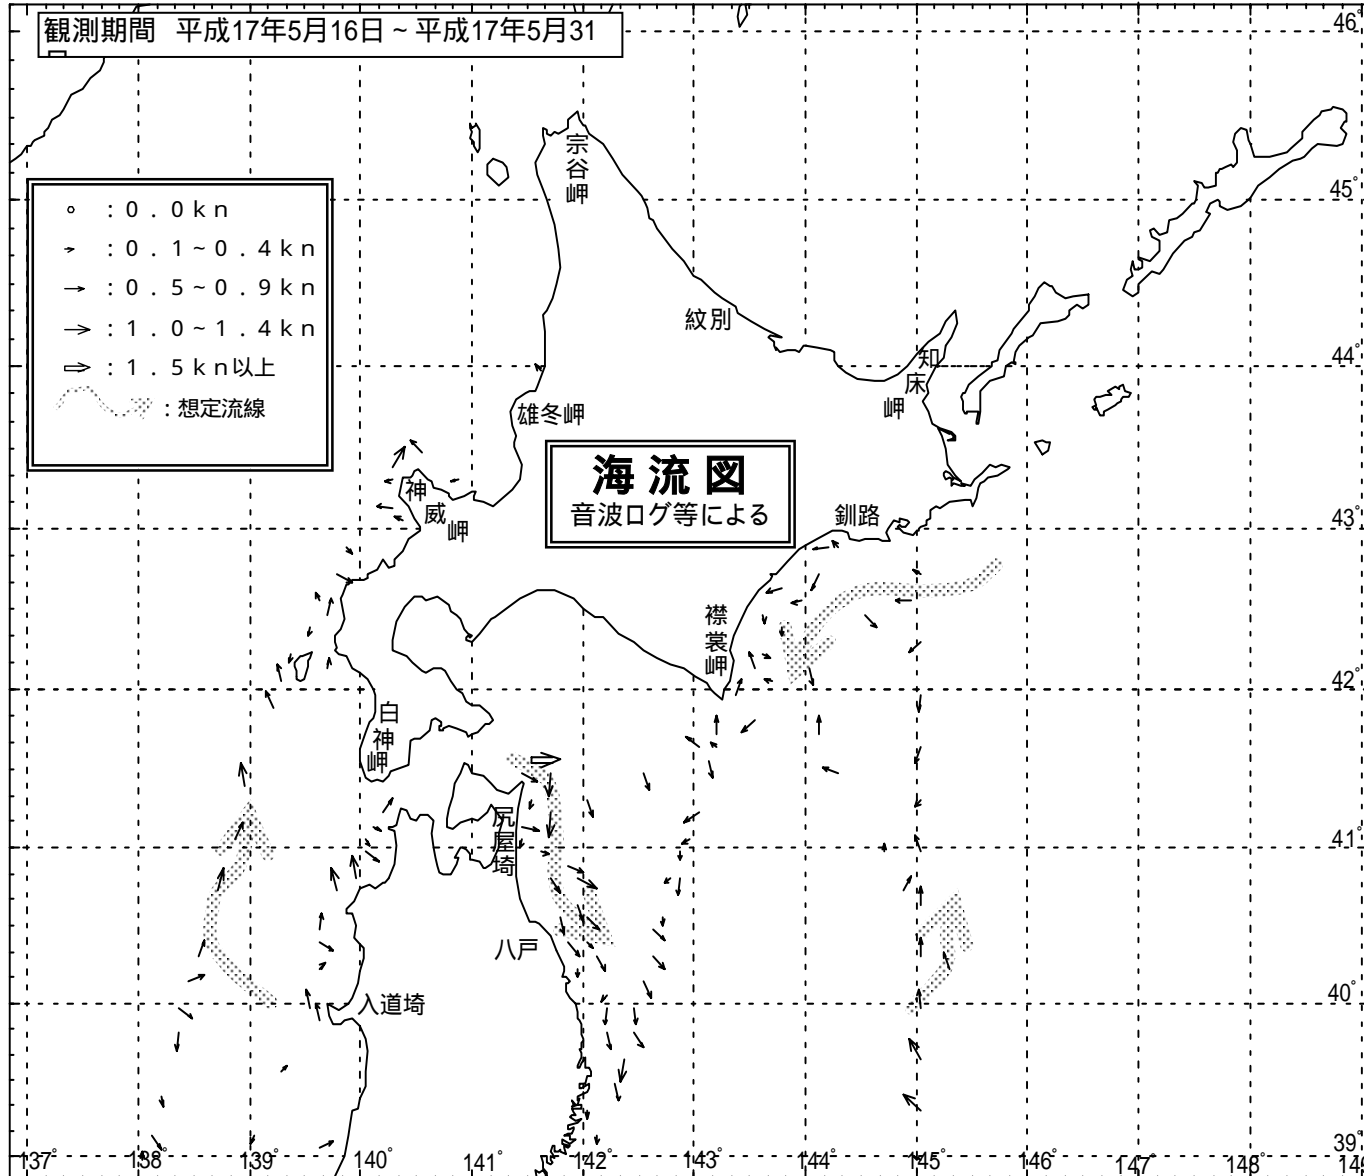 観測期間 平成17年5月16日～平成17年5月31
：０．０ｋｎ
：０．１～０．４ｋｎ
：０．５～０．９ｋｎ
：１．０～１．４ｋｎ
：１．５ｋｎ以上
：想定流線
宗谷岬
紋別
知床岬
雄冬岬
海流図
音波ログ等による
神威岬
釧路
襟裳岬
白神岬
尻屋埼
八戸
入道埼
46°
45°
44°
43°
42°
41°
40°
39°
137°
138°
139°
140°
141°
142°
143°
144°
145°
146°
147°
148°